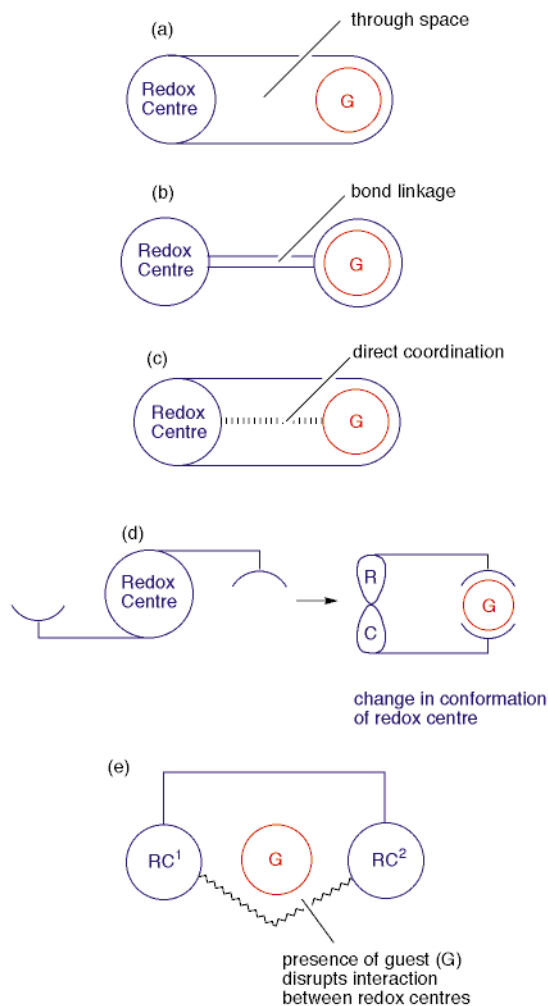 (a)
through space
Redox
Centre
G
(b)
bond linkage
Redox
Centre
G
(c)
direct coordination
Redox
Centre
G
(d)
Redox
Centre
R
C
G
change in conformation
of redox centre
(e)
RC¹
G
RC²
presence of guest (G)
disrupts interaction
between redox centres